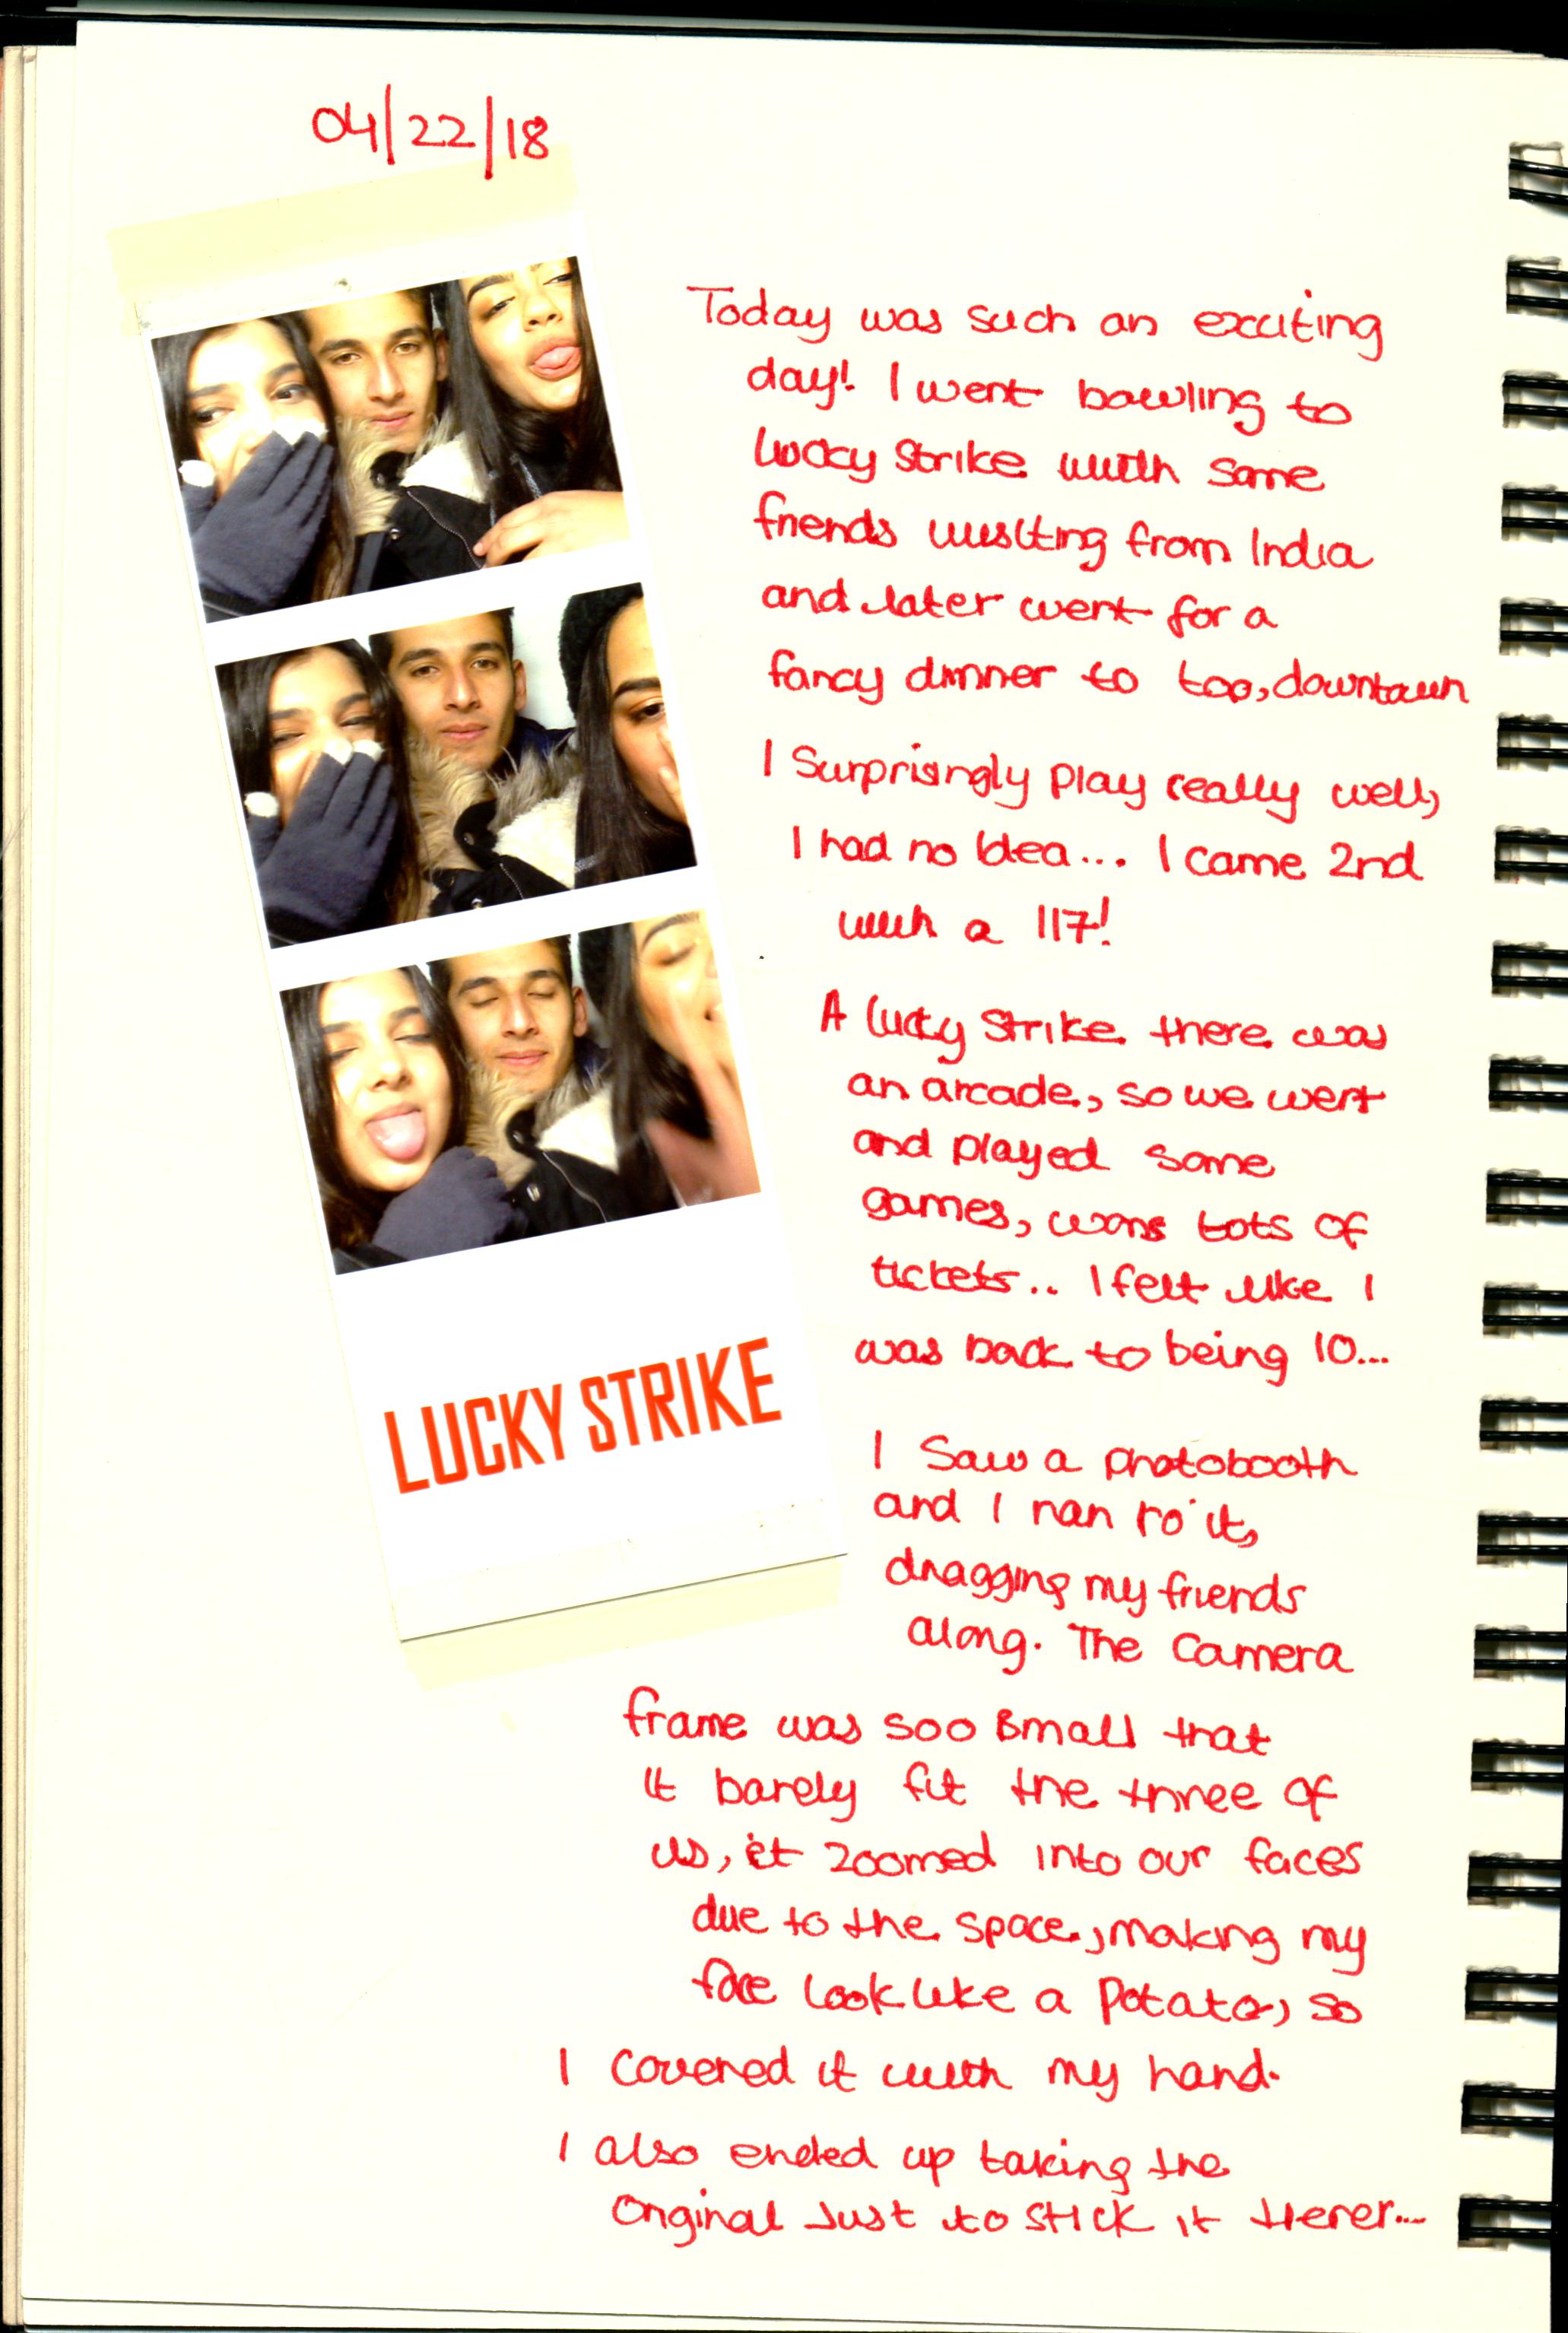 04/22/18
Today was such an exciting
day! I went bowling to
Lucky Strike with some
friends visiting from India
and later went for a
fancy dinner to too, downtown
I Surprisingly play really well,
I had no Idea... I came 2nd
with a 117!
A lucky Strike there was
an arcade, so we went
and played some
games, wons lots of
tickets.. I felt like I
was back to being 10...
I Saw a photobooth
and I ran to it,
dragging my friends
along. The Camera
frame was soo small that
It barely fit the three of
us, it zoomed into our faces
due to the space, making my
face look like a Potato, so
I covered it with my hand.
I also ended up taking the
Original Just to stick it Here...
LUCKY STRIKE